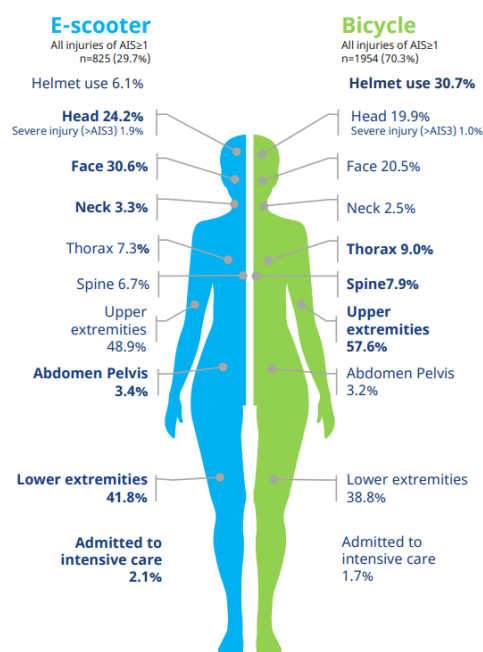 E-scooter
All injuries of AIS≥1
n=825 (29.7%)
Helmet use 6.1%
Head 24.2%
Severe injury (>AIS3) 1.9%
Face 30.6%
Neck 3.3%
Thorax 7.3%
Spine 6.7%
Upper
extremities
48.9%
Abdomen Pelvis
3.4%
Lower extremities
41.8%
Admitted to
intensive care
2.1%
Bicycle
All injuries of AIS≥1
n=1954 (70.3%)
Helmet use 30.7%
Head 19.9%
Severe injury (>AIS3) 1.0%
Face 20.5%
Neck 2.5%
Thorax 9.0%
Spine7.9%
Upper
extremities
57.6%
Abdomen Pelvis
3.2%
Lower extremities
38.8%
Admitted to
intensive care
1.7%